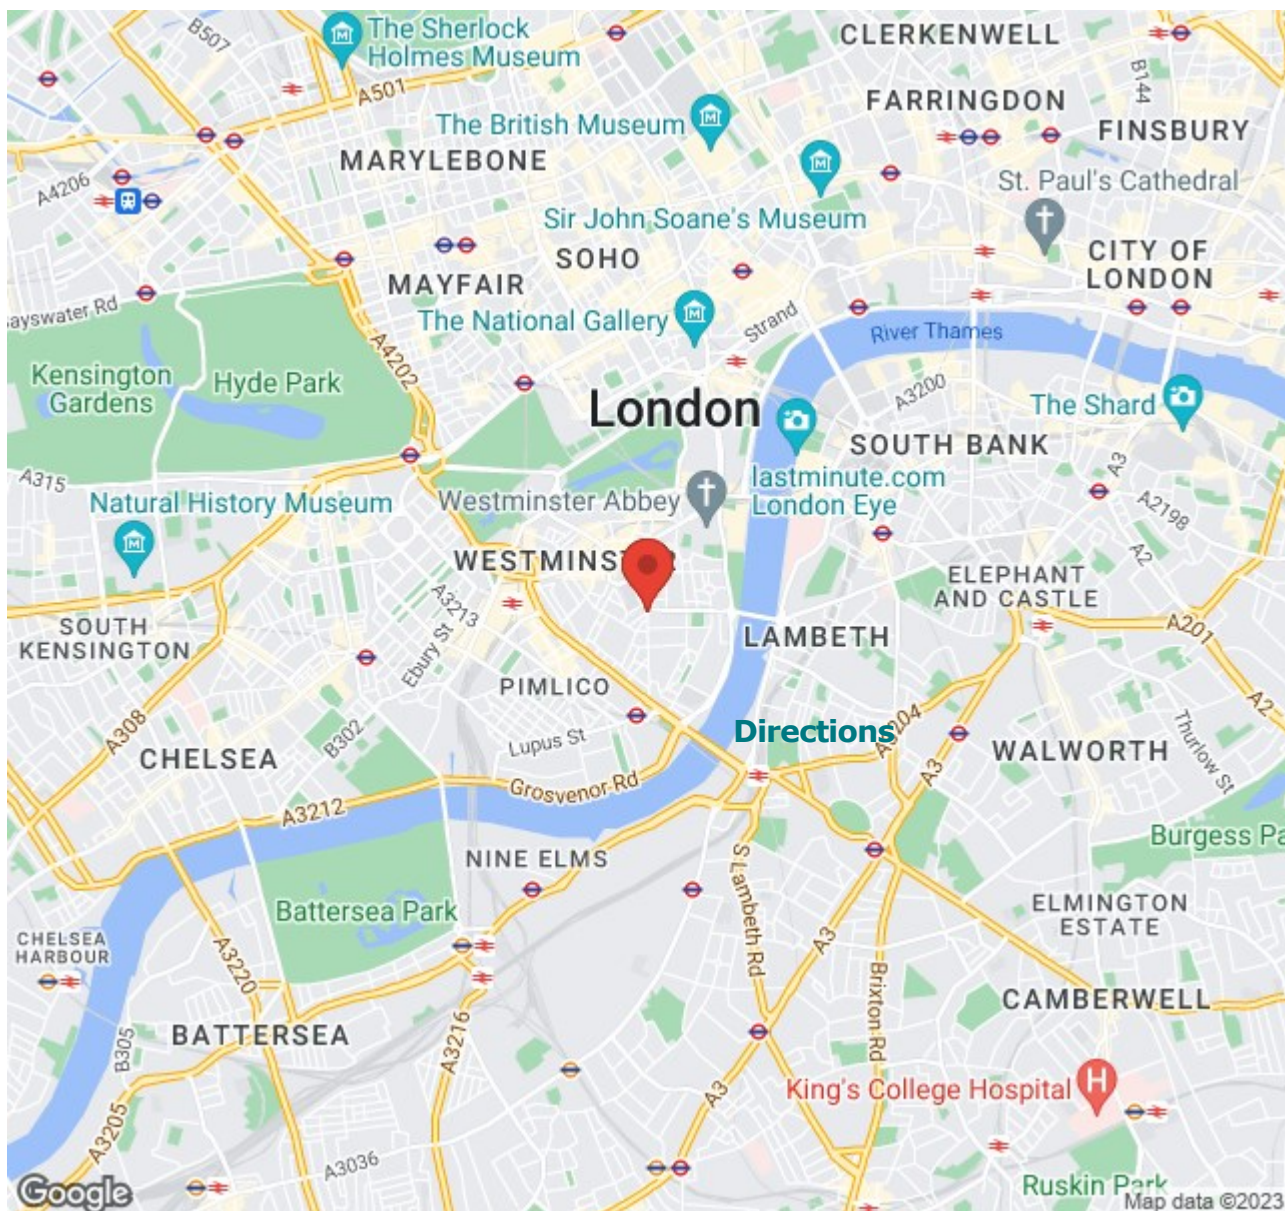 B507
The Sherlock
Holmes Museum
CLERKENWELL
A501
B144
FARRINGDON
The British Museum
FINSBURY
MARYLEBONE
A4206
St. Paul's Cathedral
Sir John Soane's Museum
SOHO
CITY OF
LONDON
MAYFAIR
ayswater Rd
The National Gallery
Strand
River Thames
A4202
Kensington
Gardens
Hyde Park
A3200
London
The Shard
SOUTH BANK
A315
A3
lastminute.com
London Eye
Natural History Museum
Westminster Abbey
A2198
A2
WESTMINSTER
ELEPHANT
AND CASTLE
A3213
SOUTH
KENSINGTON
Ebury St
LAMBETH
A201
PIMLICO
A2
A308
B302
Lupus St
Directions
A3204
Thurlow St
CHELSEA
WALWORTH
A3
Grosvenor Rd
A3212
Burgess Pa
NINE ELMS
S Lambeth Rd
Battersea Park
ELMINGTON
ESTATE
CHELSEA
HARBOUR
A3220
A3
Brixton Rd
CAMBERWELL
BATTERSEA
B305
A3216
King's College Hospital
H
A3
A3205
A3036
Ruskin Park
Google
Map data ©2023